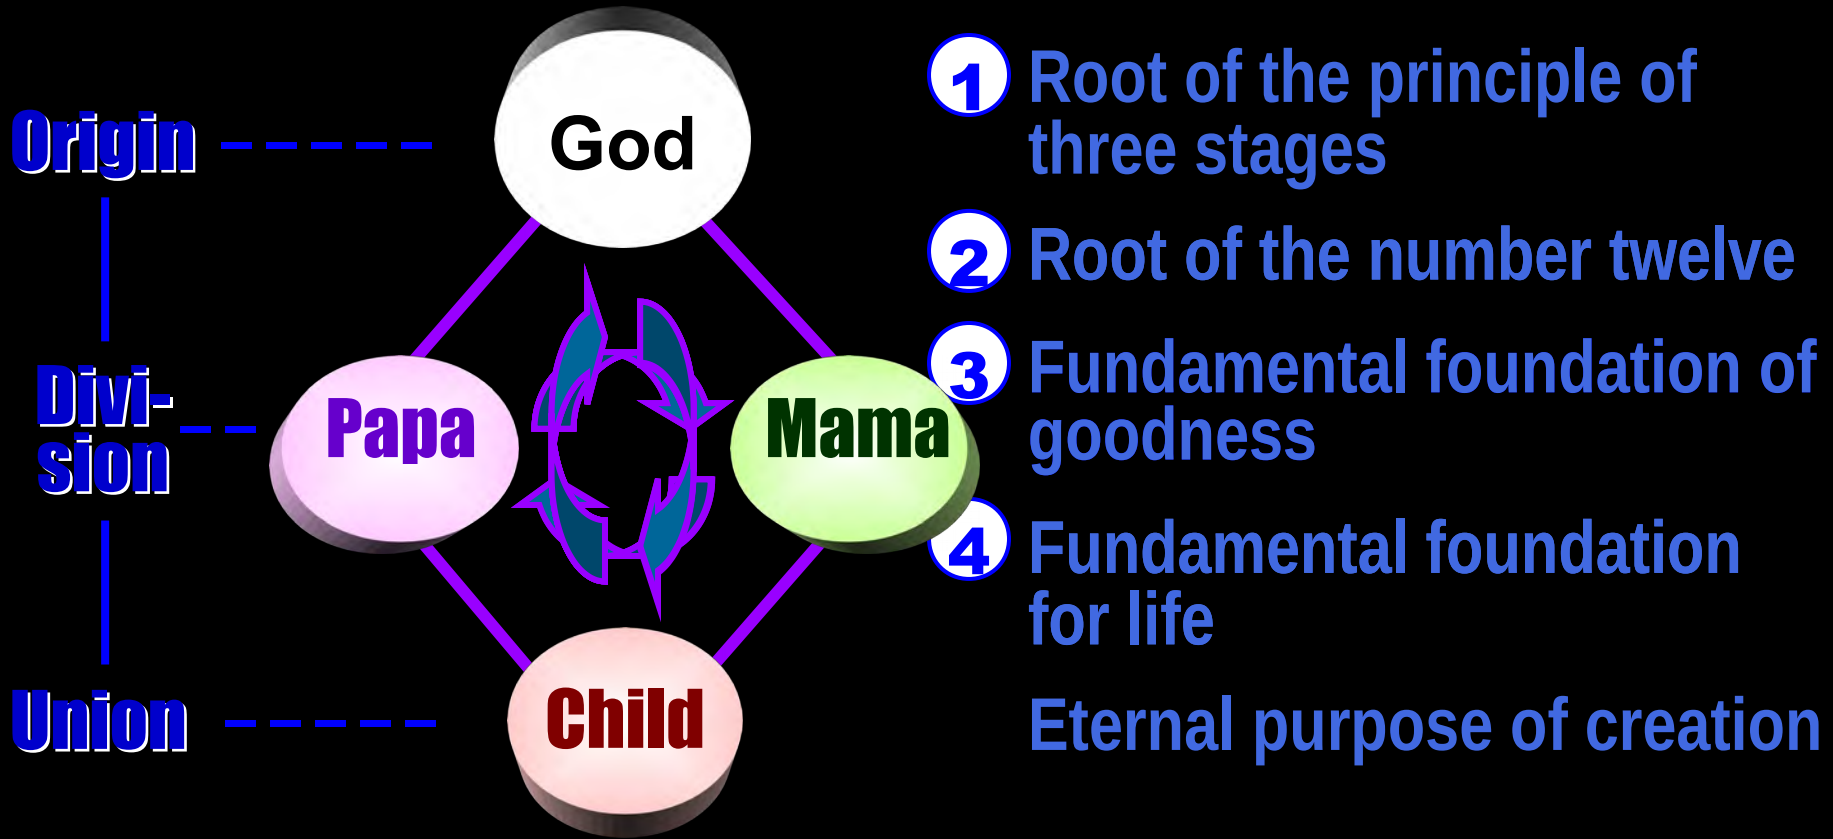 Origin
Divi-
sion
Union
God
Papa
Mama
Child
1 Root of the principle of
three stages
2 Root of the number twelve
3 Fundamental foundation of
goodness
4 Fundamental foundation
for life
Eternal purpose of creation